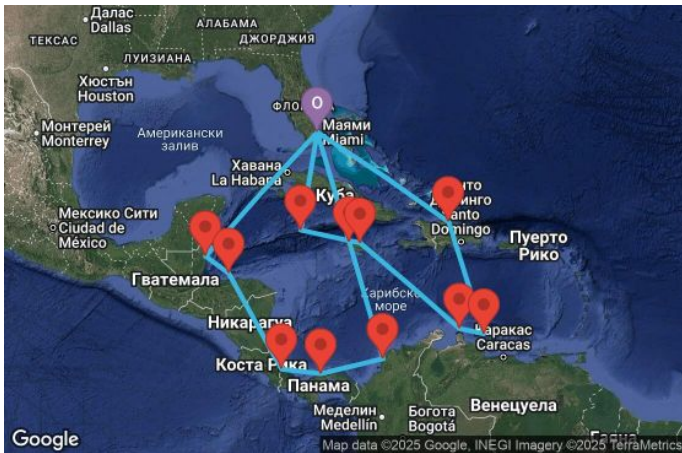 Далас
Dallas
АЛАБАМА
ТЕКСАС
ДЖОРДЖИЯ
ЛУИЗИАНА
Хюстън
Houston
О
Монтерей
Monterrey
Американски
залив
Маями
Miami
Хавана
La Habana
Куба
Мексико Сити
Ciudad de
México
Domingo
Пуерто
Рико
Гватемала
Карибско
море
Никарагуа
Каракас
Caracas
Коста Рика
Панама
Меделин
Medellín
Богота
Bogotá
Венецуела
Google
Map data ©2025 Google, INEGI Imagery ©2025 TerraMetrics